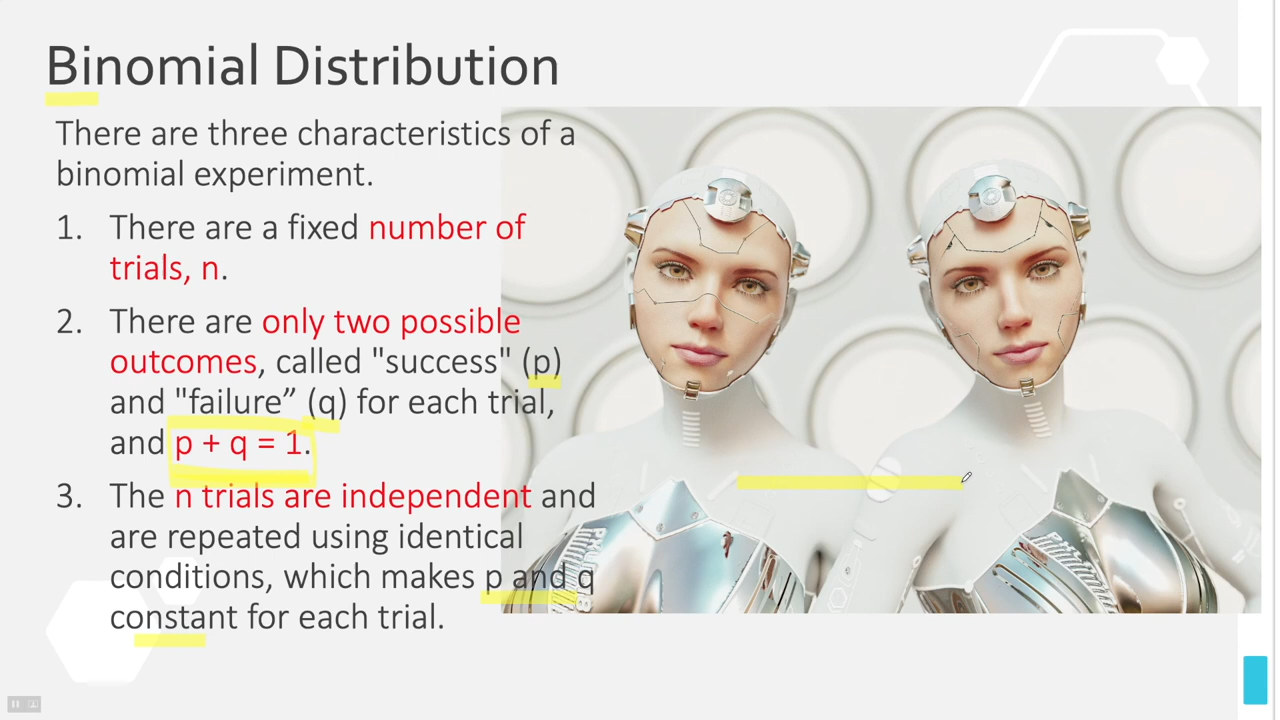 Binomial Distribution
There are three characteristics of a
binomial experiment.
1. There are a fixed number of
trials, n.
2. There are only two possible
outcomes, called "success" (p)
and "failure” (q) for each trial,
and p + q = 1.
3. The n trials are independent and
are repeated using identical
conditions, which makes p and q
constant for each trial.